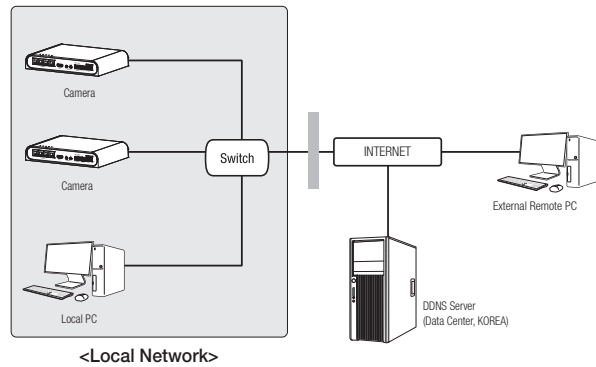 Camera
Camera
Switch
INTERNET
External Remote PC
DDNS Server
(Data Center, KOREA)
Local PC
<Local Network>